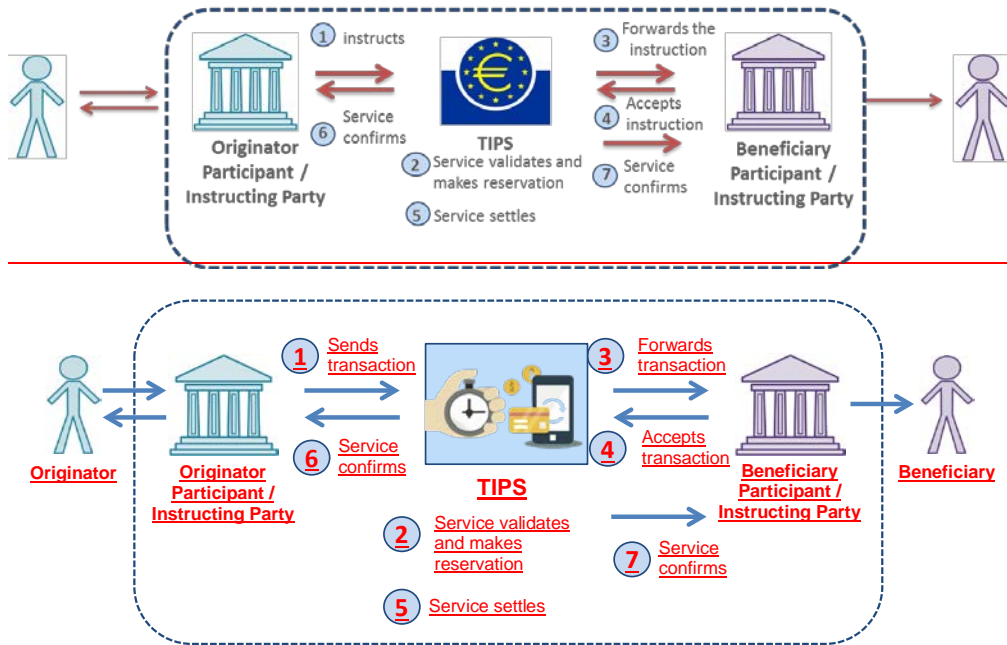 1 instructs
3 Forwards the
instruction
6 Service
confirms
4 Accepts
instruction
Originator
Participant /
Instructing Party
TIPS
2 Service validates and
makes reservation
5 Service settles
7 Service
confirms
Beneficiary
Participant /
Instructing Party
1 Sends
transaction
3 Forwards
transaction
6 Service
confirms
4 Accepts
transaction
Originator
Originator
Participant /
Instructing Party
TIPS
2 Service validates
and makes
reservation
5 Service settles
7 Service
confirms
Beneficiary
Participant /
Instructing Party
Beneficiary